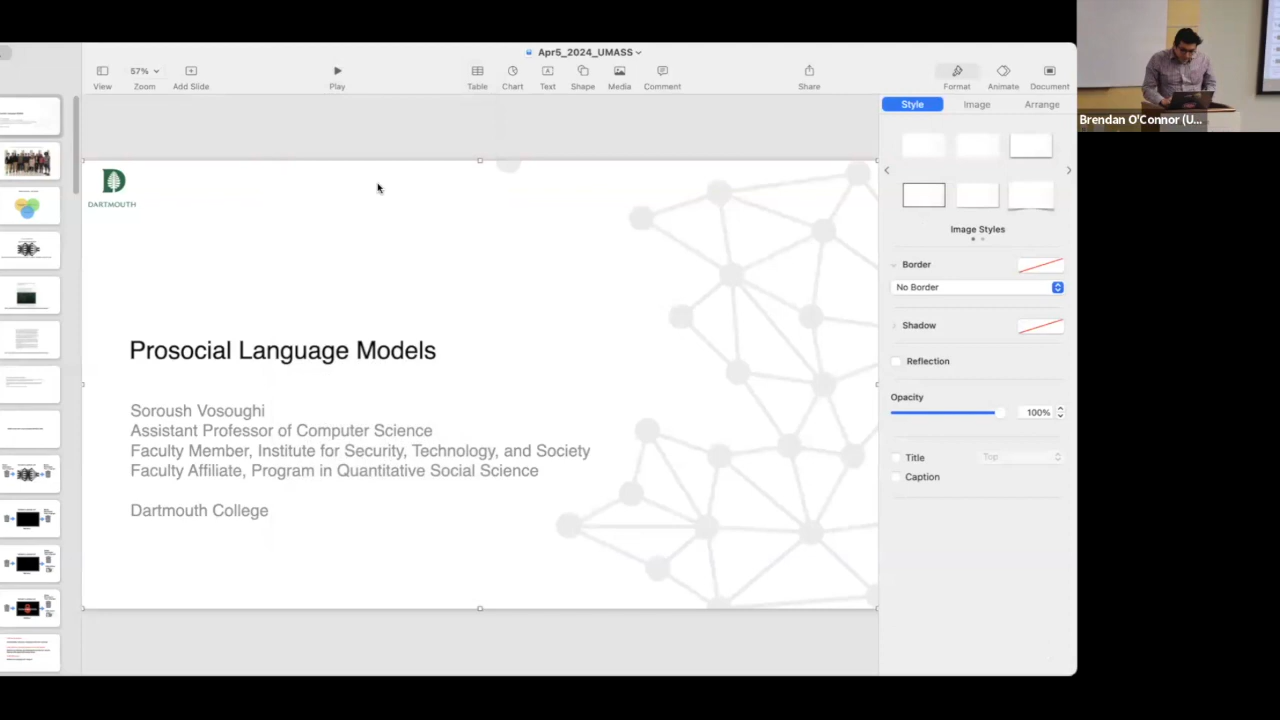 Apr5_2024_UMASS
View
57%
Zoom
Add Slide
Play
Table
Chart
Text
Shape
Media
Comment
Share
Format
Animate
Document
Style
Image
Arrange
Brendan O'Connor (U...
DARTMOUTH
Image Styles
Border
No Border
Shadow
Reflection
Opacity
100%
Title
Top
Caption
Prosocial Language Models
Soroush Vosoughi
Assistant Professor of Computer Science
Faculty Member, Institute for Security, Technology, and Society
Faculty Affiliate, Program in Quantitative Social Science
Dartmouth College